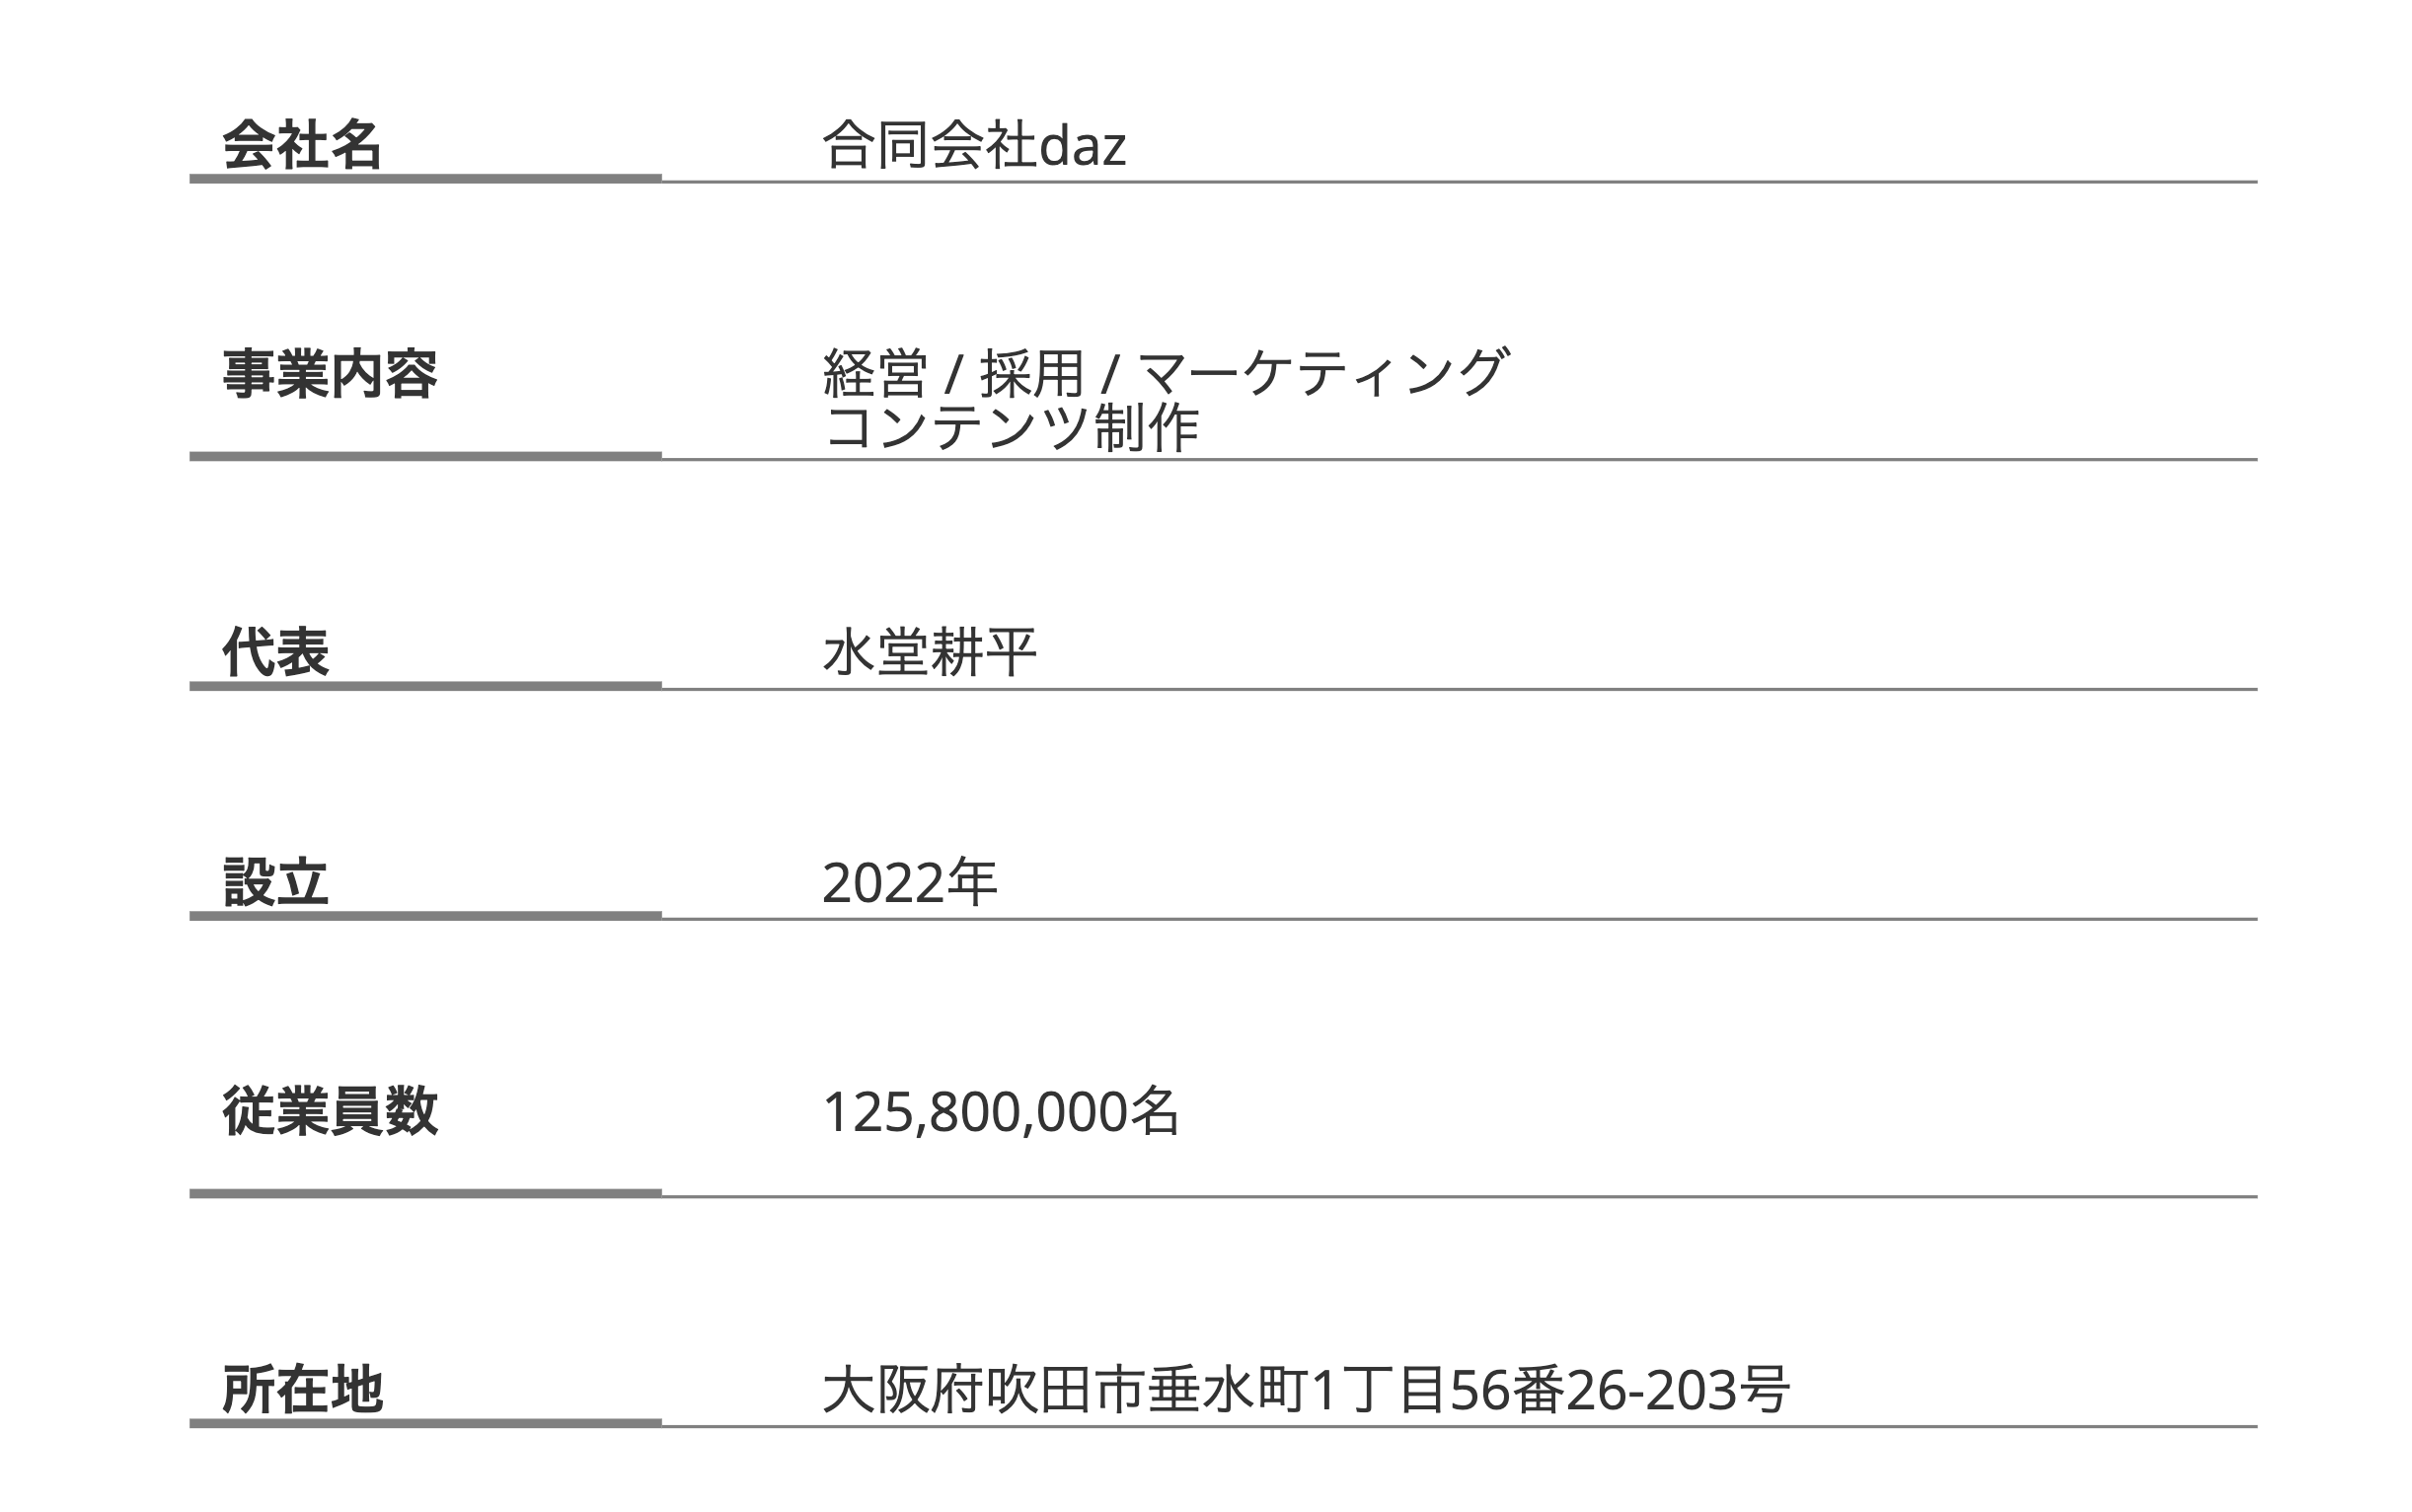 会社名 合同会社daz
事業内容 経営 / 採用 / マーケティング
コンテンツ制作
代表 水営耕平
設立 2022年
従業員数 125,800,000名
所在地 大阪府吹田市垂水町1丁目56番26-203号